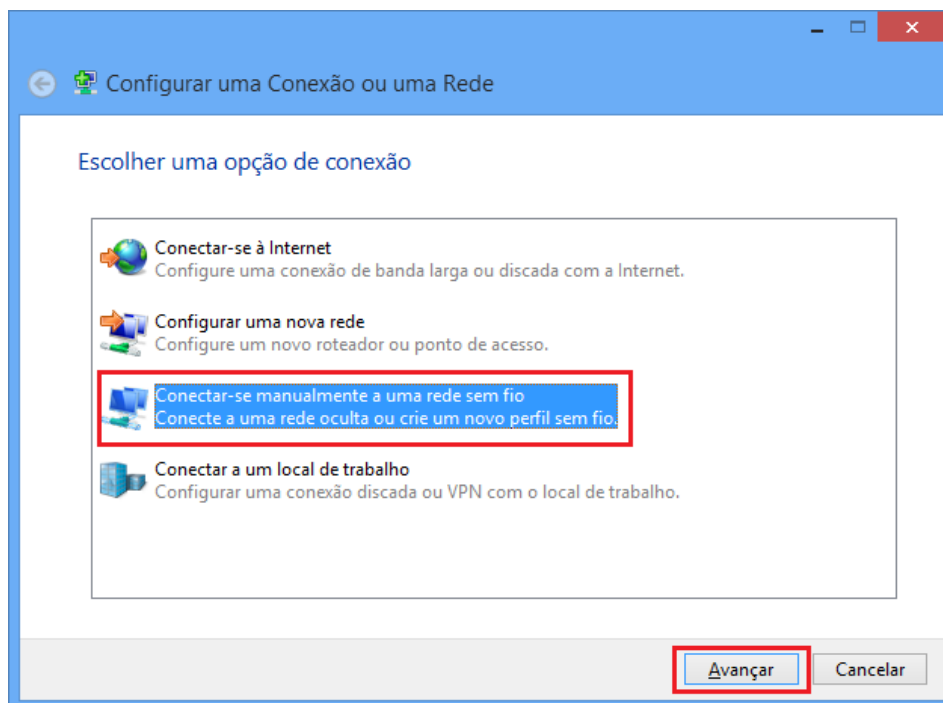 Configurar uma Conexão ou uma Rede
Escolher uma opção de conexão
Conectar-se à Internet
Configure uma conexão de banda larga ou discada com a Internet.
Configurar uma nova rede
Configure um novo roteador ou ponto de acesso.
Conectar-se manualmente a uma rede sem fio
Conecte a uma rede oculta ou crie um novo perfil sem fio.
Conectar a um local de trabalho
Configurar uma conexão discada ou VPN com o local de trabalho.
Avançar
Cancelar